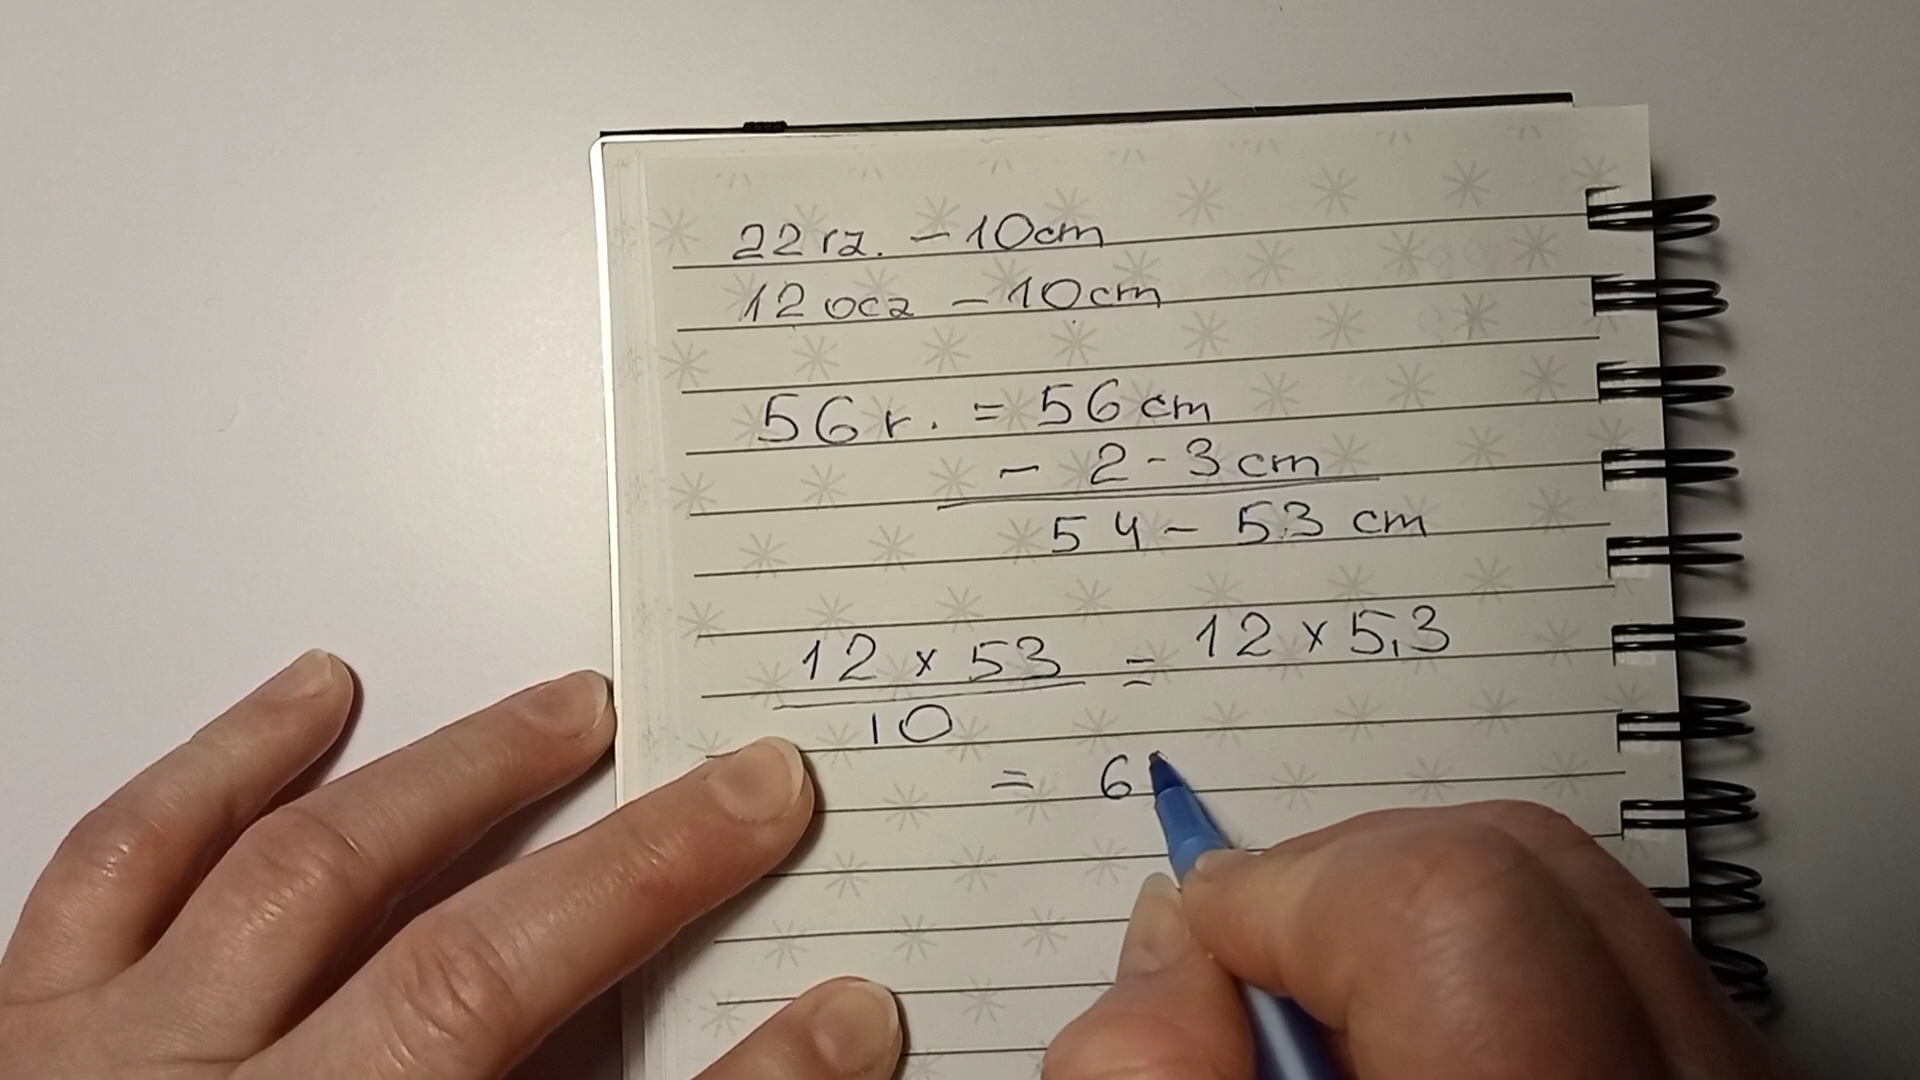 22 rz. - 10cm
12 ocz - 10cm
56 r. = 56 cm
- 2 - 3 cm
54 - 53 cm
12 x 53 = 12 x 5,3
10
= 6